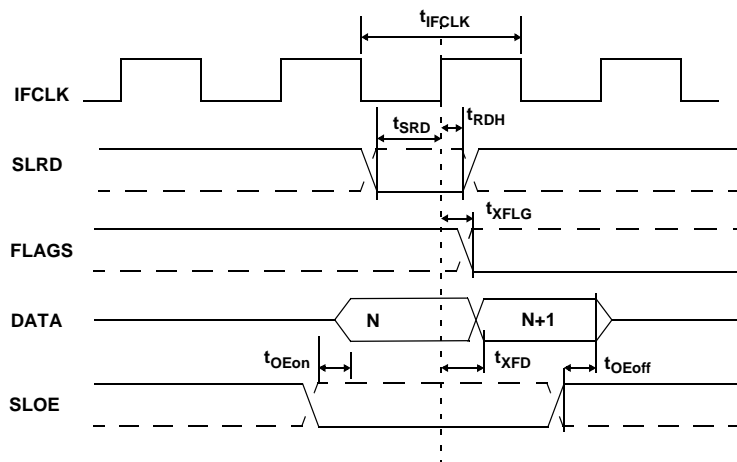 tIFCLK
IFCLK
tSRD
tRDH
SLRD
tXFLG
FLAGS
DATA
N
N+1
tOEon
tXFD
tOEoff
SLOE